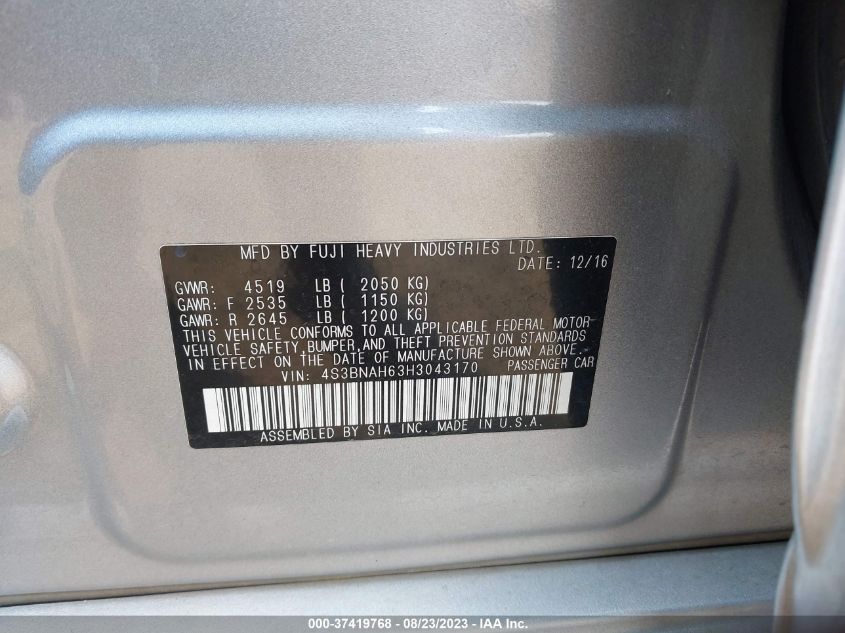 MFD BY FUJI HEAVY INDUSTRIES LTD.
DATE: 12/16
GVWR: 4519 LB ( 2050 KG)
GAWR: F 2535 LB ( 1150 KG)
GAWR: R 2645 LB ( 1200 KG)
THIS VEHICLE CONFORMS TO ALL APPLICABLE FEDERAL MOTOR
VEHICLE SAFETY,BUMPER,AND THEFT PREVENTION STANDARDS
IN EFFECT ON THE DATE OF MANUFACTURE SHOWN ABOVE.
VIN: 4S3BNAH63H3043170 PASSENGER CAR
ASSEMBLED BY SIA INC. MADE IN U.S.A.
000-37419768 - 08/23/2023 - IAA Inc.